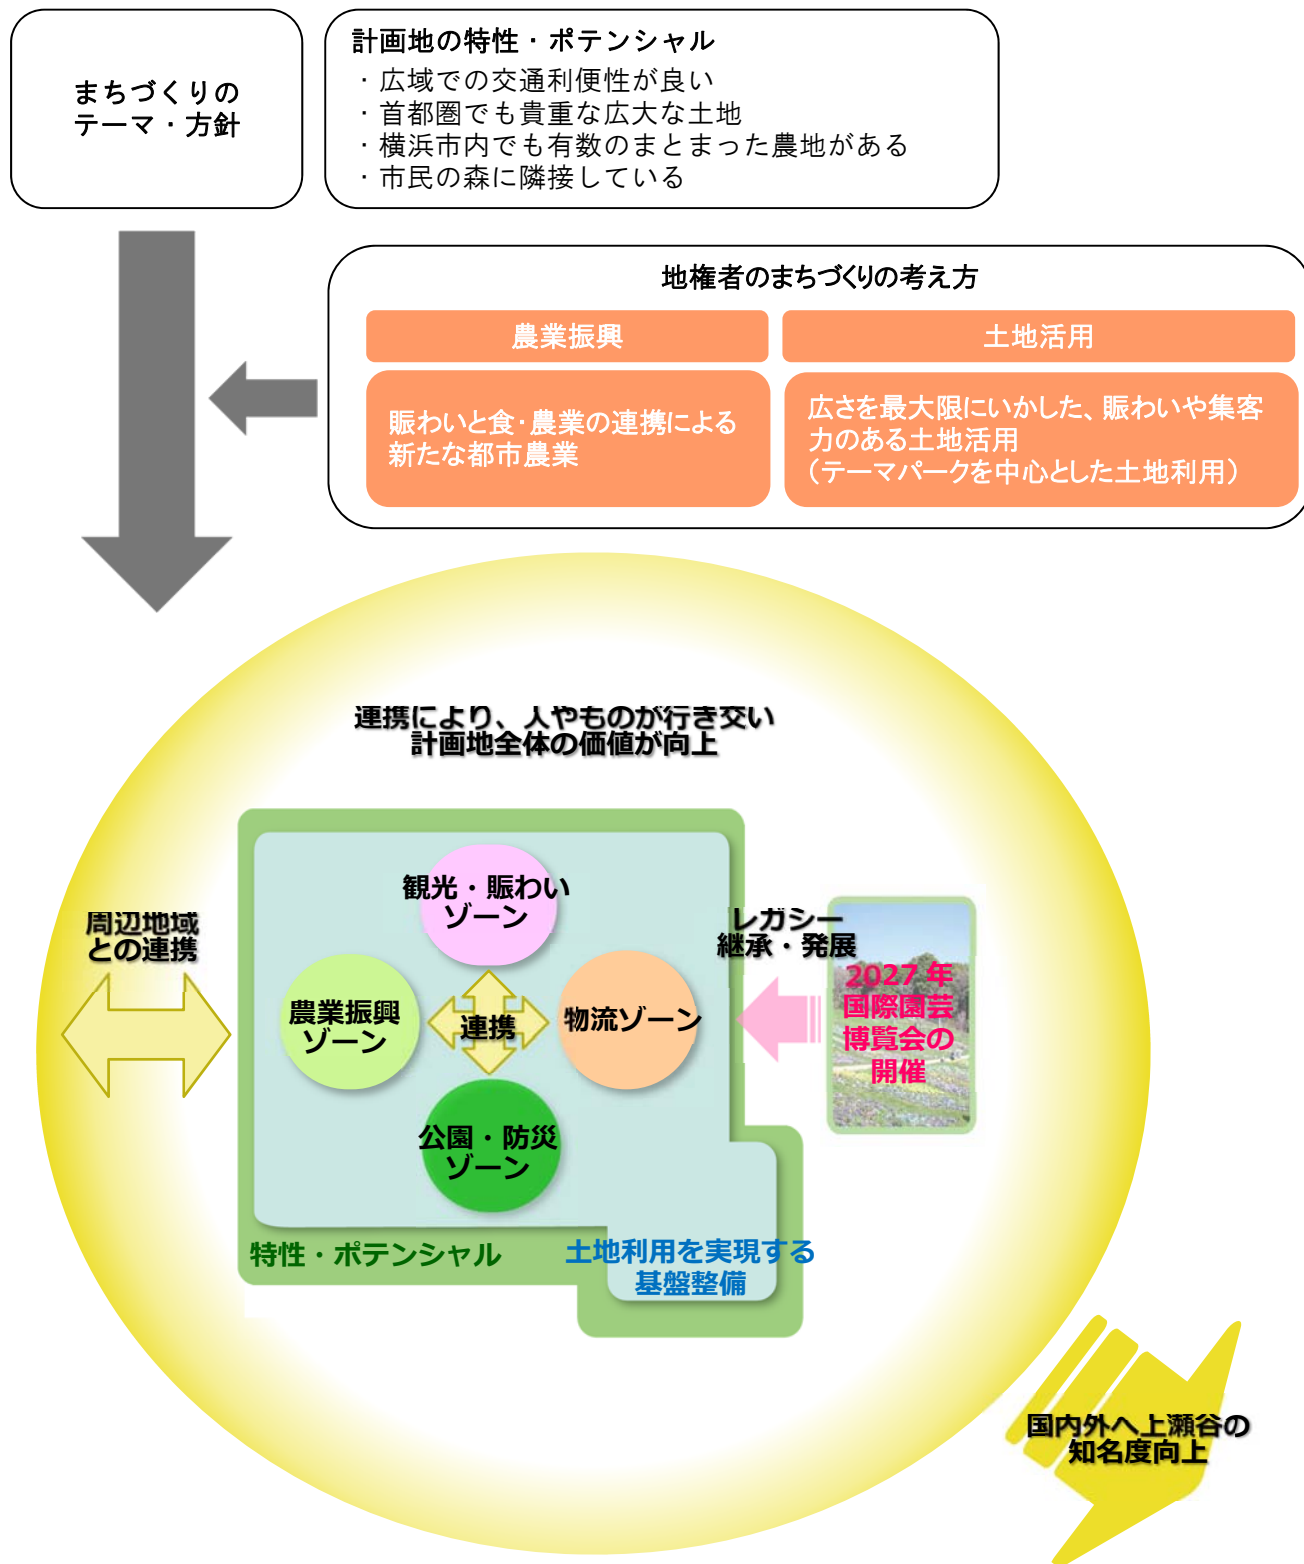 まちづくりの
テーマ・方針
計画地の特性・ポテンシャル
・広域での交通利便性が良い
・首都圏でも貴重な広大な土地
・横浜市内でも有数のまとまった農地がある
・市民の森に隣接している
地権者のまちづくりの考え方
農業振興
土地活用
賑わいと食・農業の連携による
新たな都市農業
広さを最大限にいかした、賑わいや集客
力のある土地活用
（テーマパークを中心とした土地利用）
連携により、人やものが行き交い
計画地全体の価値が向上
観光・賑わい
ゾーン
周辺地域
との連携
レガシー
継承・発展
2027 年
国際園芸
博覧会の
開催
農業振興
ゾーン
連携
物流ゾーン
公園・防災
ゾーン
特性・ポテンシャル
土地利用を実現する
基盤整備
国内外へ上瀬谷の
知名度向上